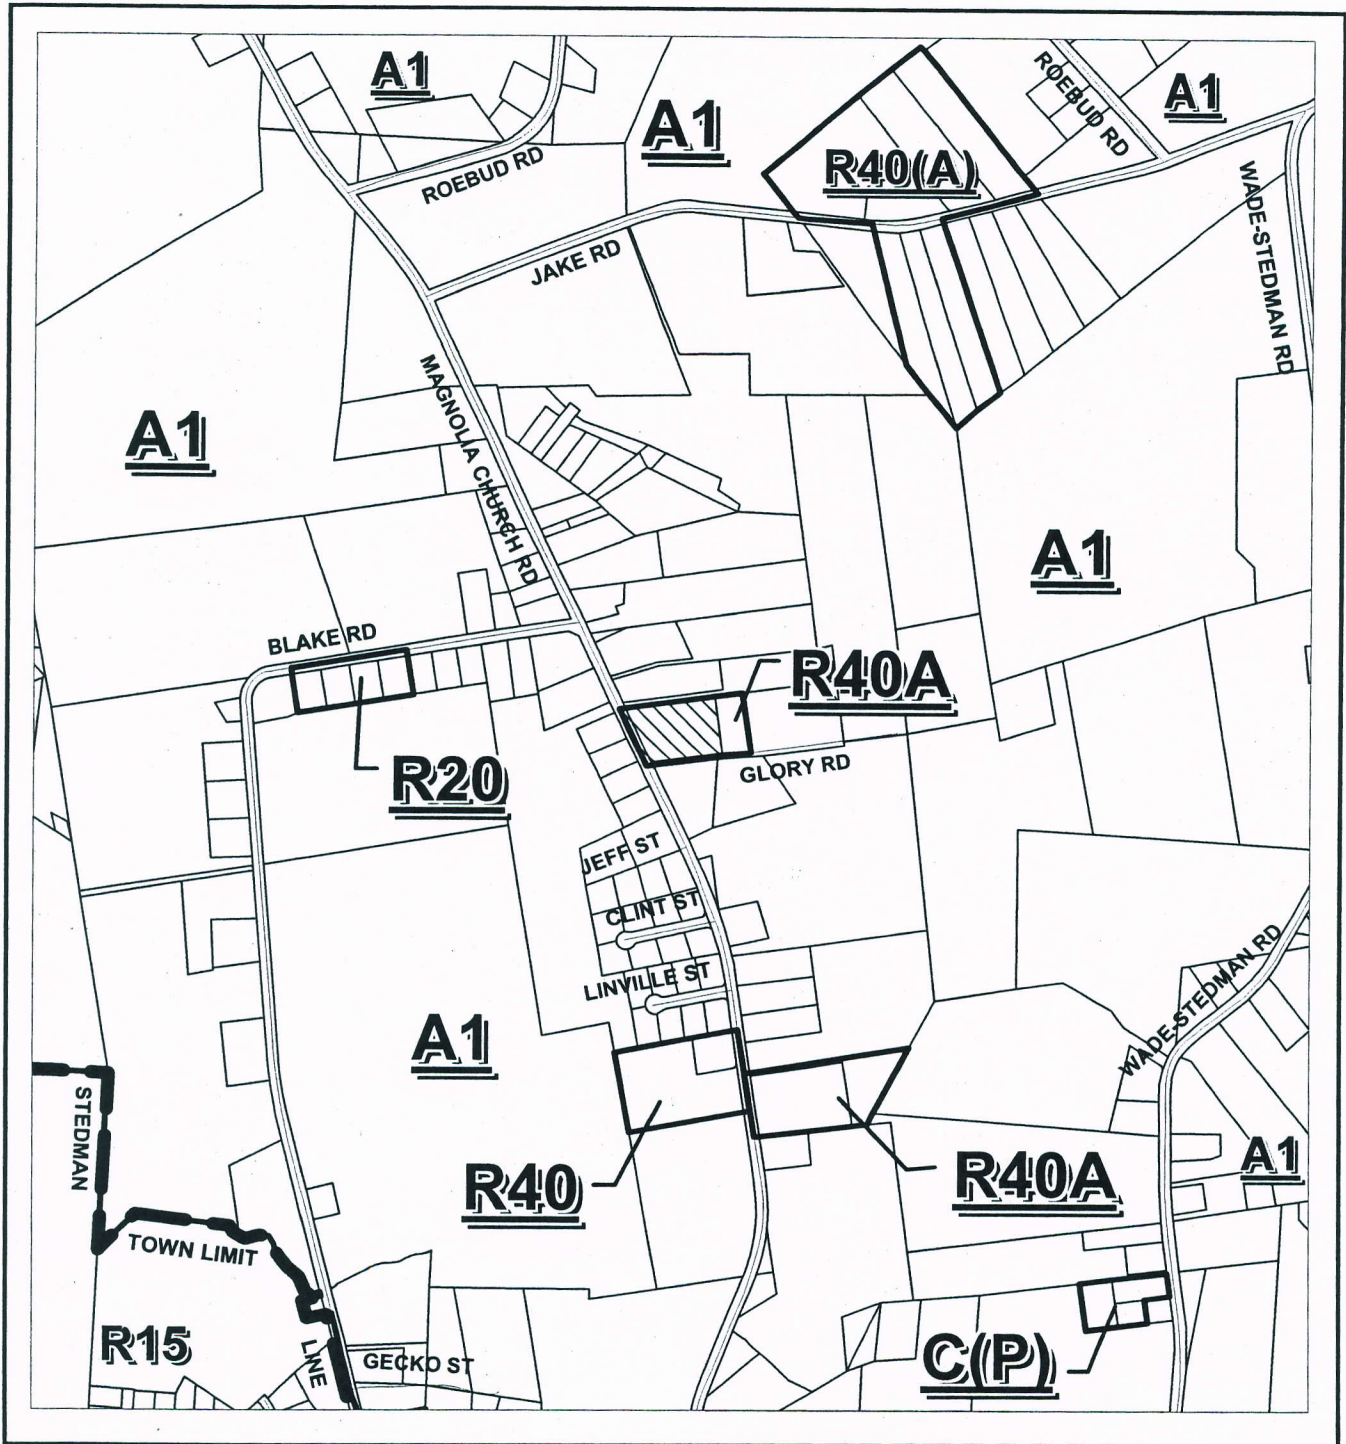 A1
A1
ROEBUD RD
A1
ROEBUD RD
R40(A)
WADE-STEDMAN RD
JAKE RD
MAGNOLIA CHURCH RD
A1
A1
BLAKE RD
R40A
R20
GLORY RD
JEFF ST
CLINT ST
LINVILLE ST
WADE-STEDMAN RD
A1
STEDMAN
R40
R40A
A1
TOWN LIMIT
R15
LINE
GECKO ST
C(P)